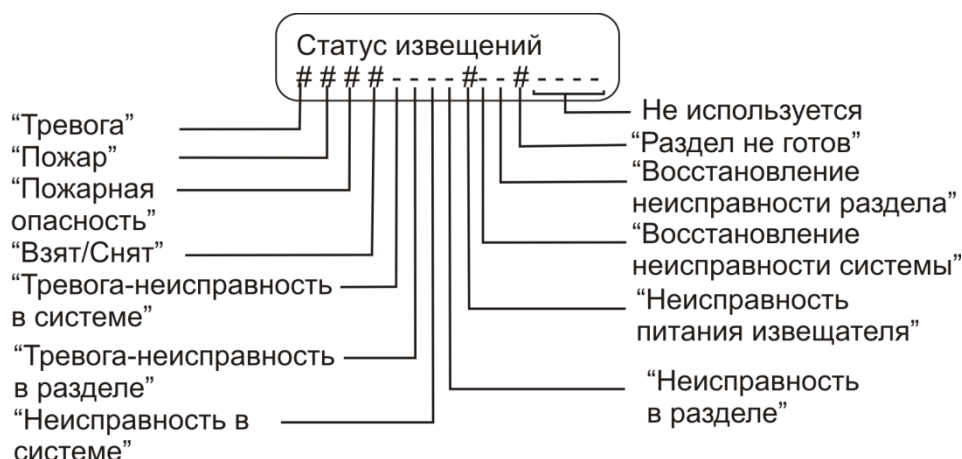 Статус извещений
# # # # - - - - # - - # - - - -
“Тревога”
“Пожар”
“Пожарная
опасность”
“Взят/Снят”
“Тревога-неисправность
в системе”
“Тревога-неисправность
в разделе”
“Неисправность в
системе”
Не используется
“Раздел не готов”
“Восстановление
неисправности раздела”
“Восстановление
неисправности системы”
“Неисправность
питания извещателя”
“Неисправность
в разделе”